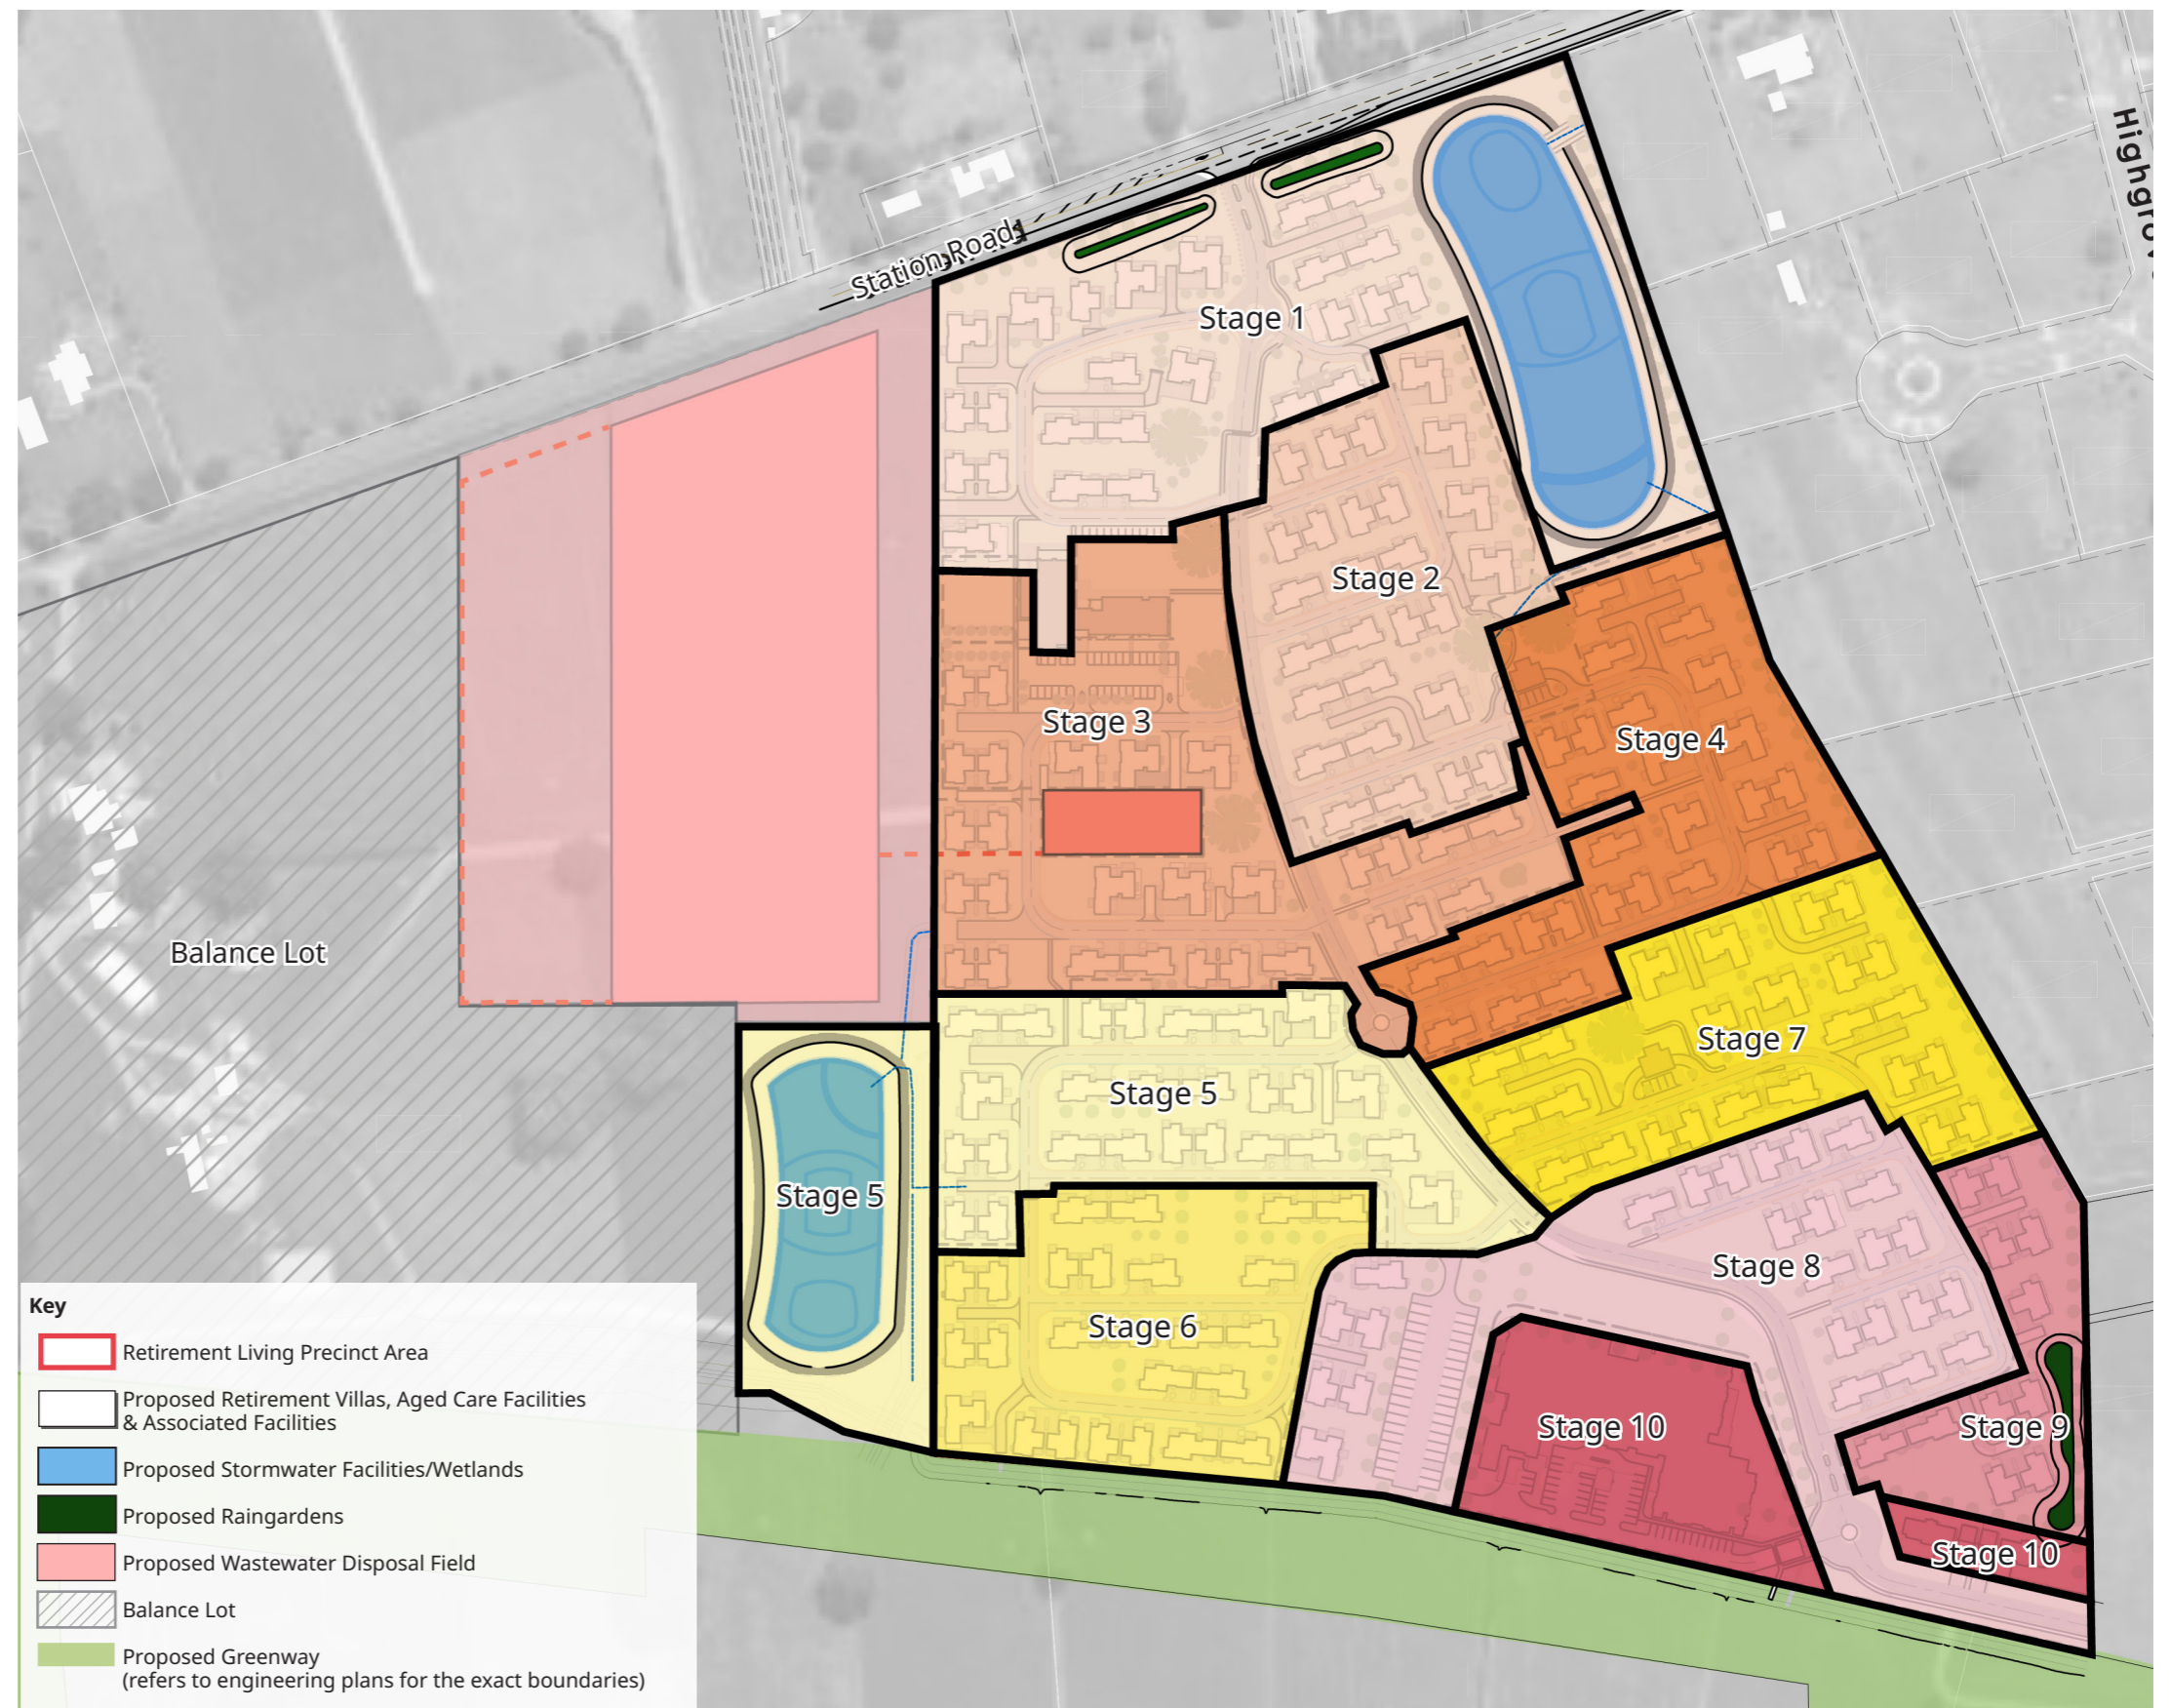 Station Road
Stage 1
Stage 2
Stage 3
Stage 4
Balance Lot
Stage 7
Stage 5
Stage 5
Stage 8
Stage 6
Stage 10
Stage 9
Stage 10
Key
Retirement Living Precinct Area
Proposed Retirement Villas, Aged Care Facilities
& Associated Facilities
Proposed Stormwater Facilities/Wetlands
Proposed Raingardens
Proposed Wastewater Disposal Field
Balance Lot
Proposed Greenway
(refers to engineering plans for the exact boundaries)